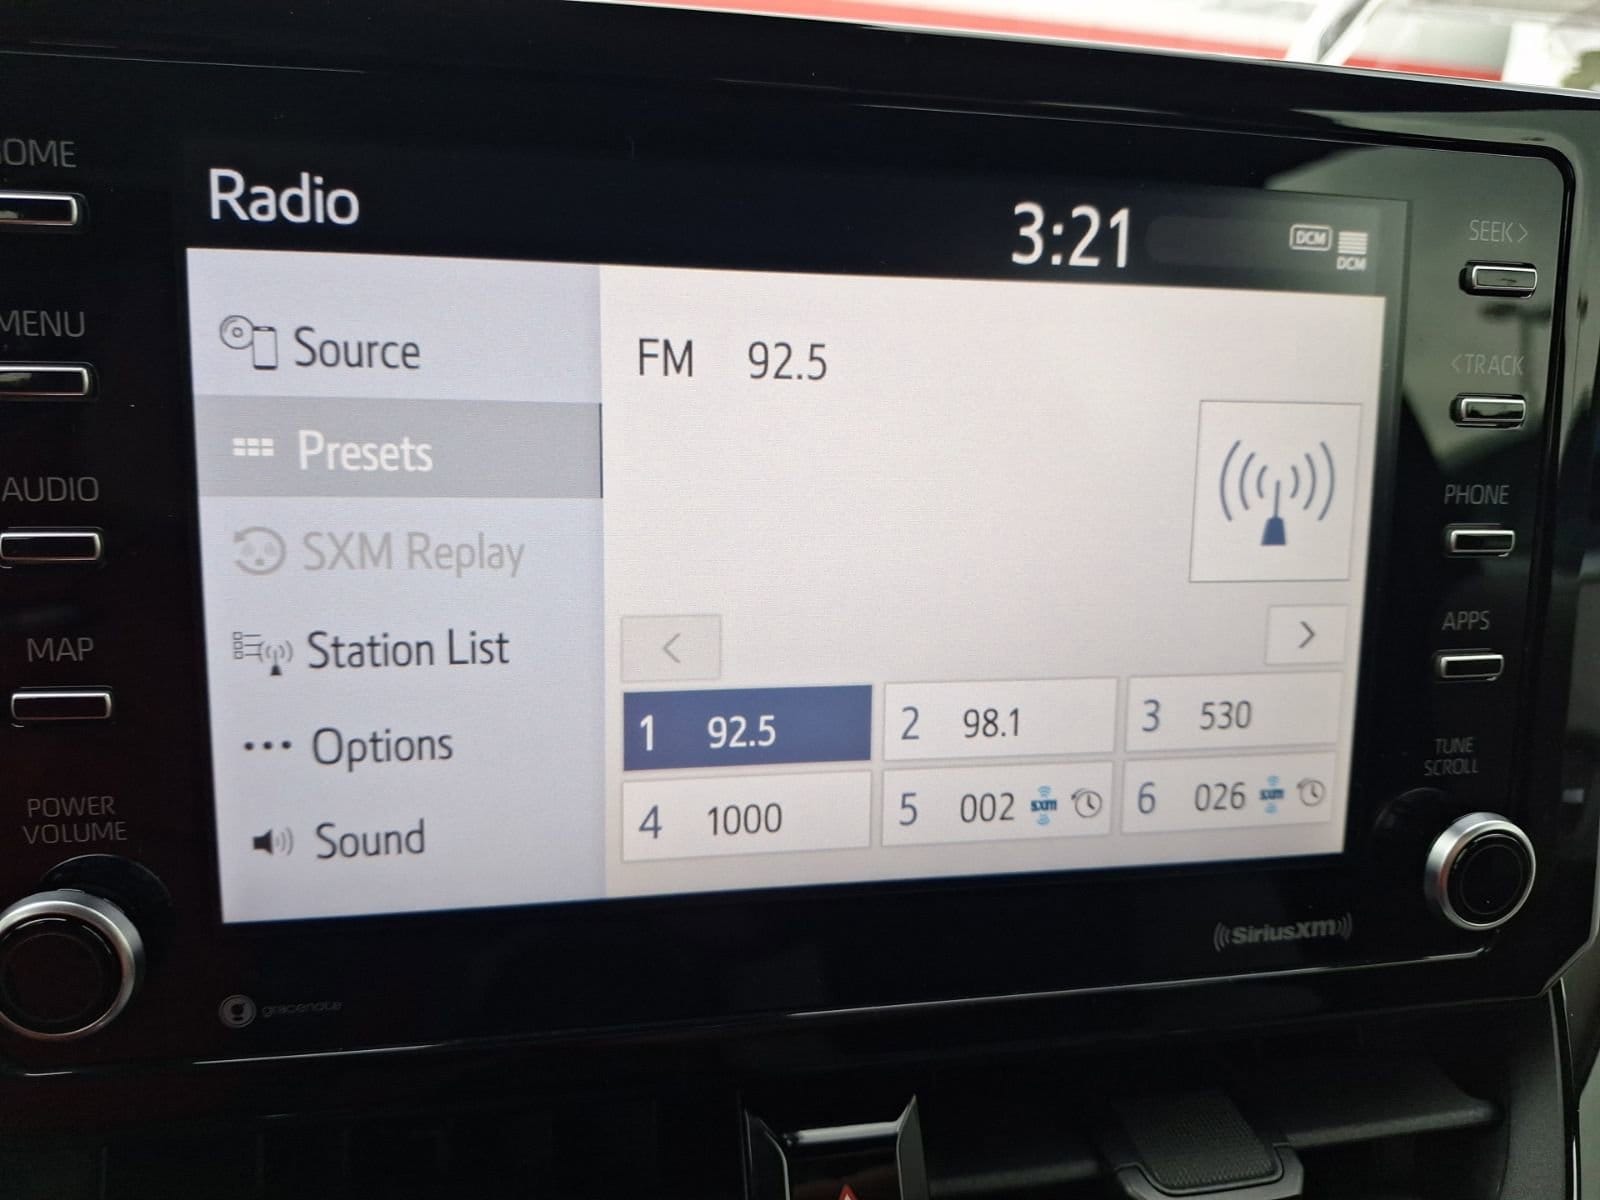 HOME
MENU
AUDIO
MAP
POWER
VOLUME
Radio
3:21
DCM
DCM
Source
Presets
SXM Replay
Station List
Options
Sound
FM 92.5
<
>
1 92.5
2 98.1
3 530
4 1000
5 002 sxm
6 026 sxm
SEEK>
<TRACK
PHONE
APPS
TUNE
SCROLL
SiriusXM
g gracenote